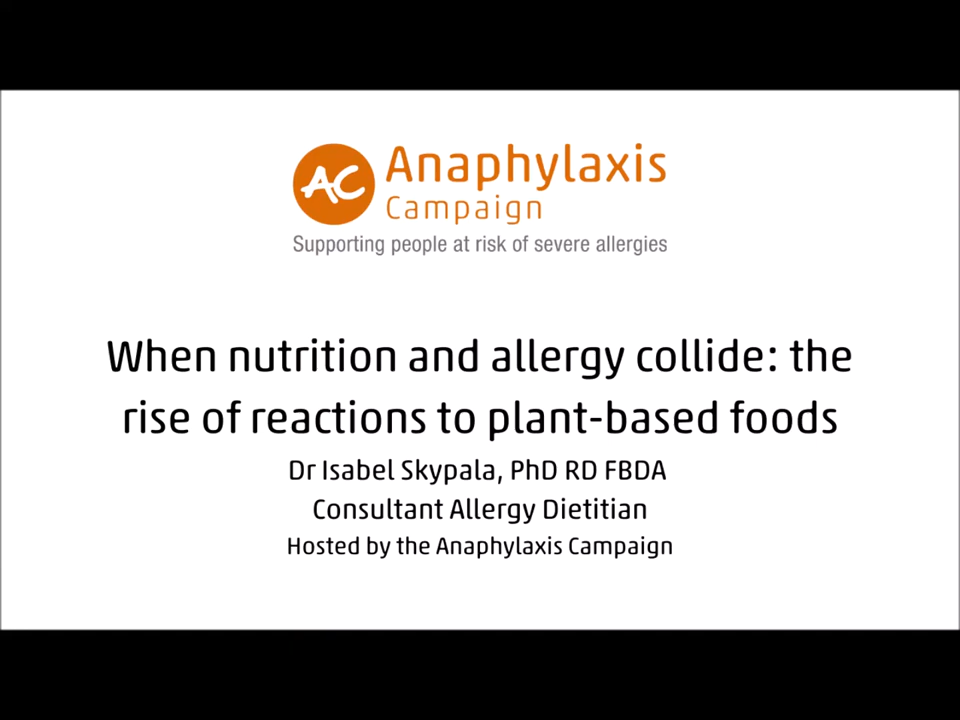 AC Anaphylaxis
Campaign
Supporting people at risk of severe allergies
When nutrition and allergy collide: the
rise of reactions to plant-based foods
Dr Isabel Skypala, PhD RD FBDA
Consultant Allergy Dietitian
Hosted by the Anaphylaxis Campaign